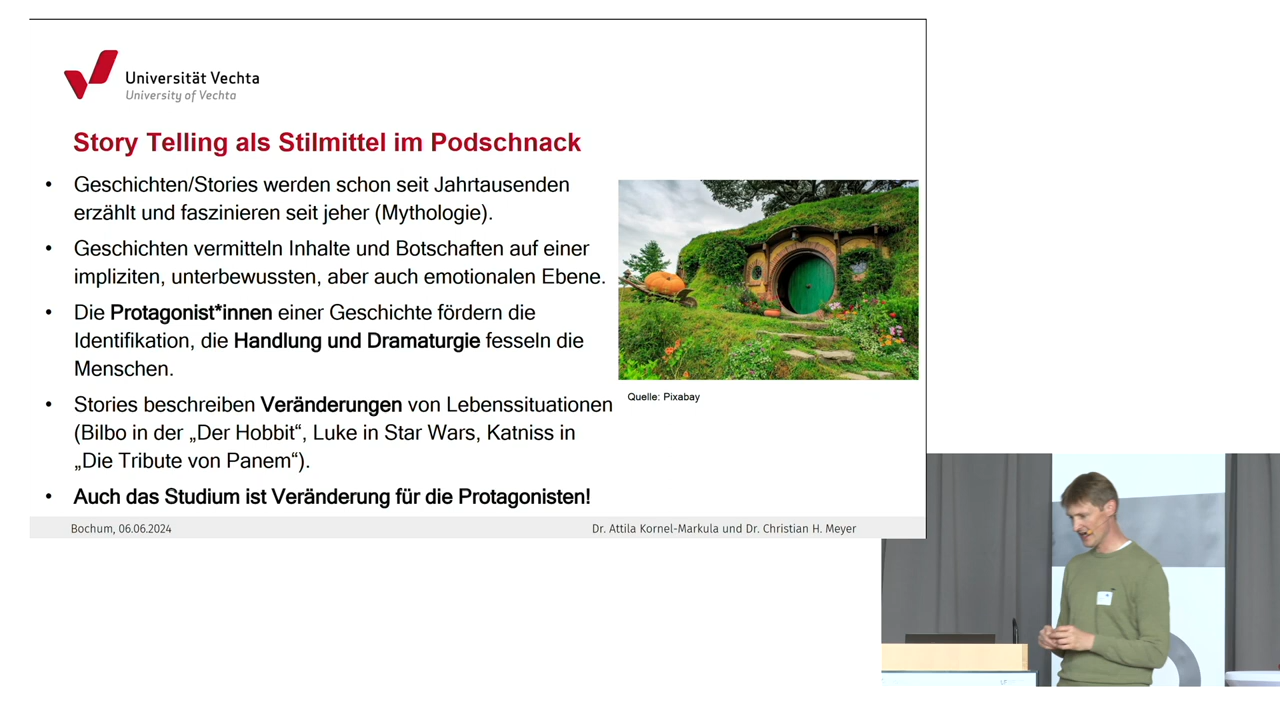 Universität Vechta
University of Vechta
Story Telling als Stilmittel im Podschnack
• Geschichten/Stories werden schon seit Jahrtausenden
erzählt und faszinieren seit jeher (Mythologie).
• Geschichten vermitteln Inhalte und Botschaften auf einer
impliziten, unterbewussten, aber auch emotionalen Ebene.
• Die Protagonist*innen einer Geschichte fördern die
Identifikation, die Handlung und Dramaturgie fesseln die
Menschen.
• Stories beschreiben Veränderungen von Lebenssituationen
(Bilbo in der „Der Hobbit“, Luke in Star Wars, Katniss in
„Die Tribute von Panem“).
• Auch das Studium ist Veränderung für die Protagonisten!
Quelle: Pixabay
Bochum, 06.06.2024
Dr. Attila Kornel-Markula und Dr. Christian H. Meyer